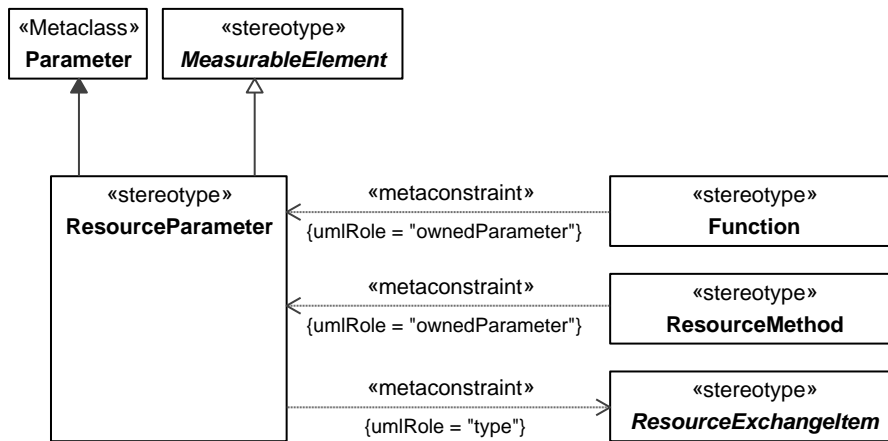 «Metaclass»
Parameter
«stereotype»
MeasurableElement
«stereotype»
ResourceParameter
«metaconstraint»
{umlRole = "ownedParameter"}
«stereotype»
Function
«metaconstraint»
{umlRole = "ownedParameter"}
«stereotype»
ResourceMethod
«metaconstraint»
{umlRole = "type"}
«stereotype»
ResourceExchangeItem